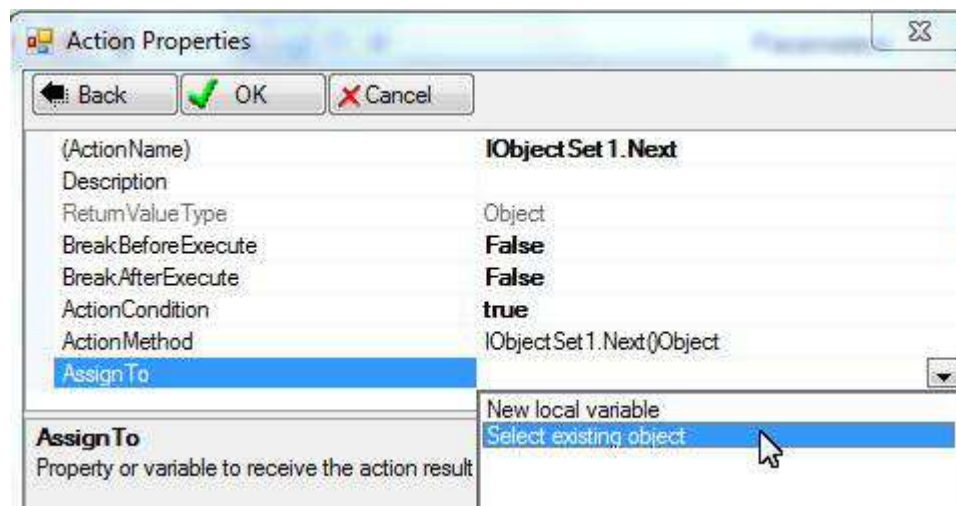 Action Properties
Back OK Cancel
(ActionName) IObjectSet1.Next
Description
ReturnValueType Object
BreakBeforeExecute False
BreakAfterExecute False
ActionCondition true
ActionMethod IObjectSet1.Next()Object
AssignTo
New local variable
Select existing object
AssignTo
Property or variable to receive the action result